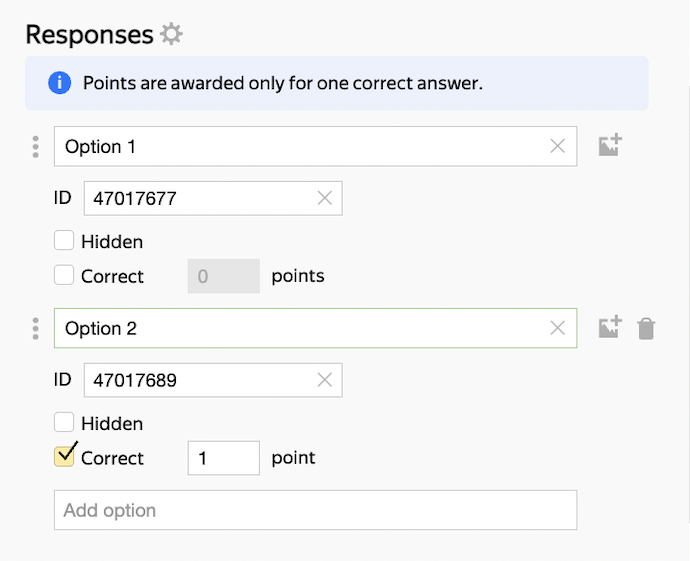 Responses
Points are awarded only for one correct answer.
Option 1
ID 47017677
Hidden
Correct 0 points
Option 2
ID 47017689
Hidden
Correct 1 point
Add option